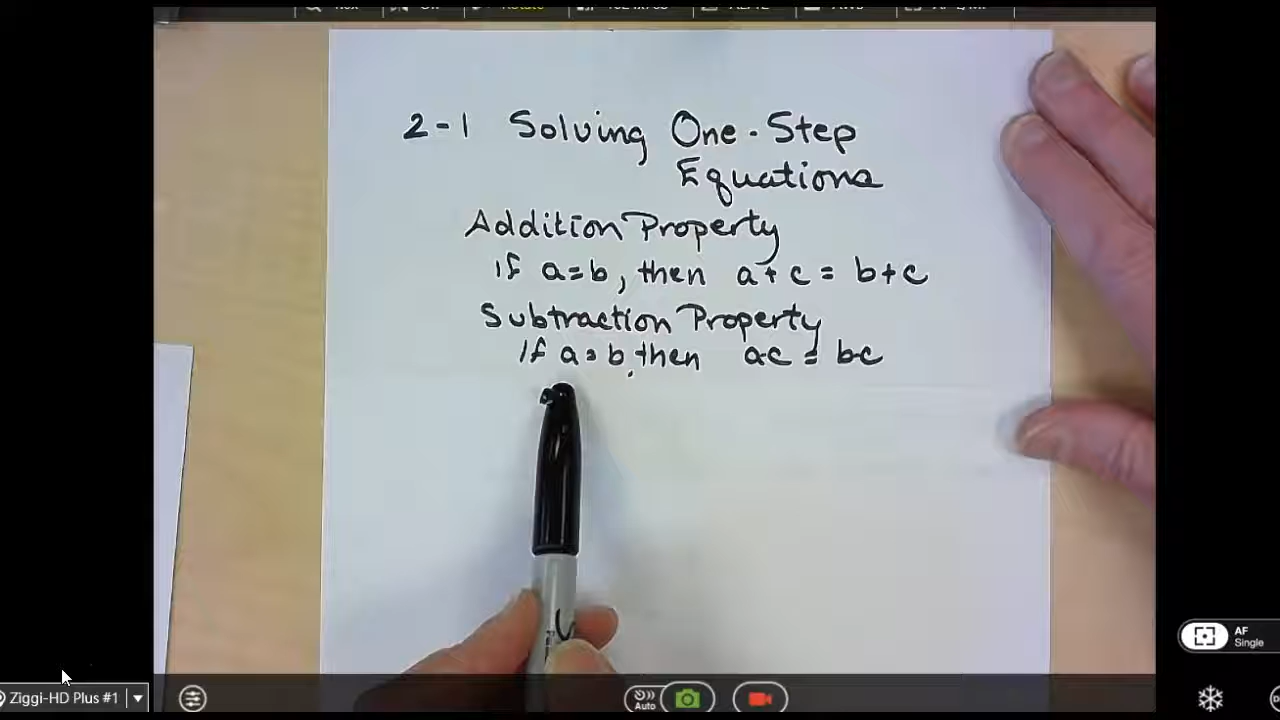 2-1 Solving One-Step
Equations
Addition Property
If a=b, then a+c = b+c
Subtraction Property
If a=b, then a-c = b-c
AF
Single
Ziggi-HD Plus #1
Auto